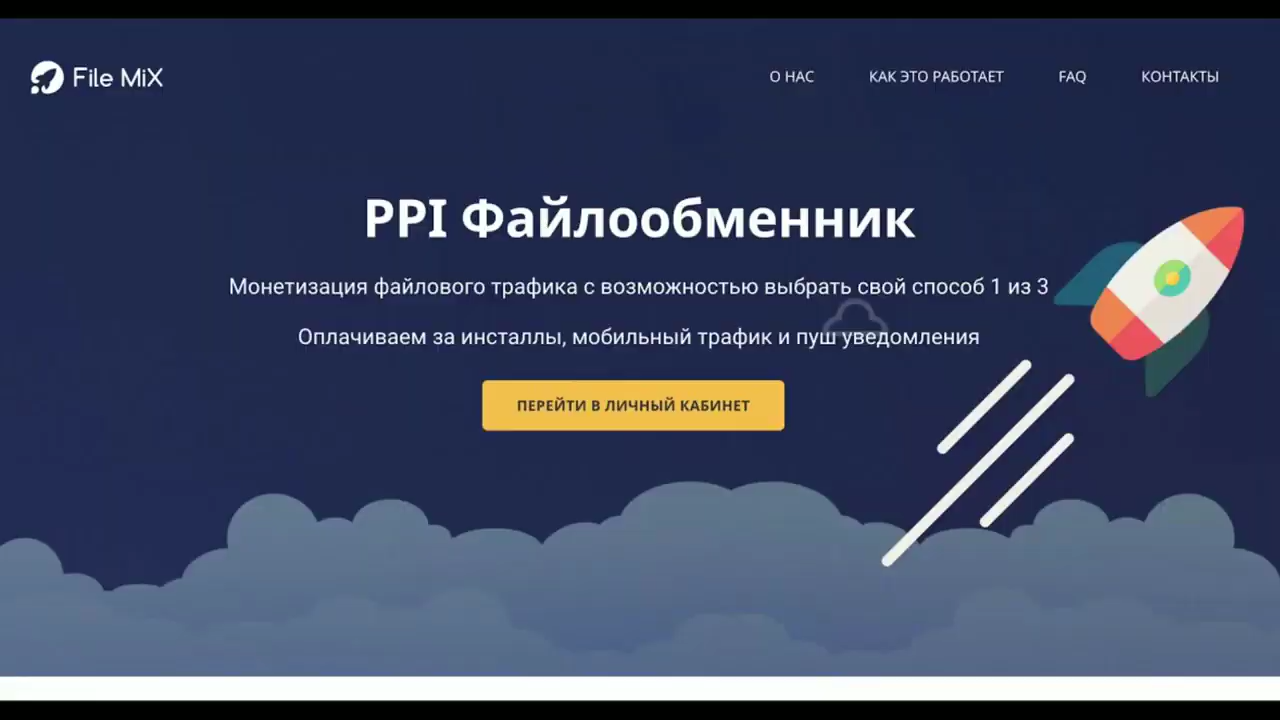 File MiX
О НАС
КАК ЭТО РАБОТАЕТ
FAQ
КОНТАКТЫ
PPI Файлообменник
Монетизация файлового трафика с возможностью выбрать свой способ 1 из 3
Оплачиваем за инсталлы, мобильный трафик и пуш уведомления
ПЕРЕЙТИ В ЛИЧНЫЙ КАБИНЕТ